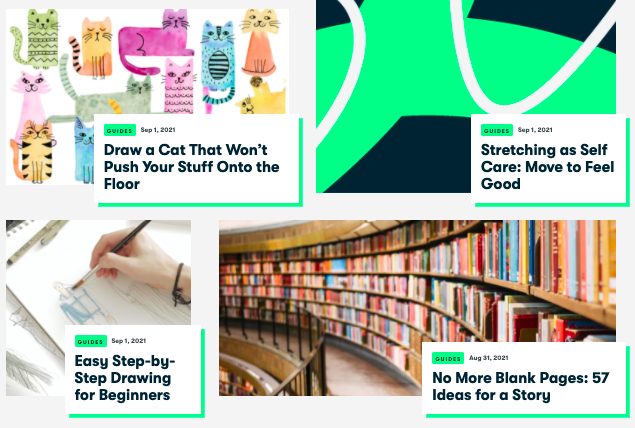 GUIDES Sep 1, 2021
Draw a Cat That Won't
Push Your Stuff Onto the
Floor
GUIDES Sep 1, 2021
Stretching as Self
Care: Move to Feel
Good
GUIDES Sep 1, 2021
Easy Step-by-
Step Drawing
for Beginners
GUIDES Aug 31, 2021
No More Blank Pages: 57
Ideas for a Story